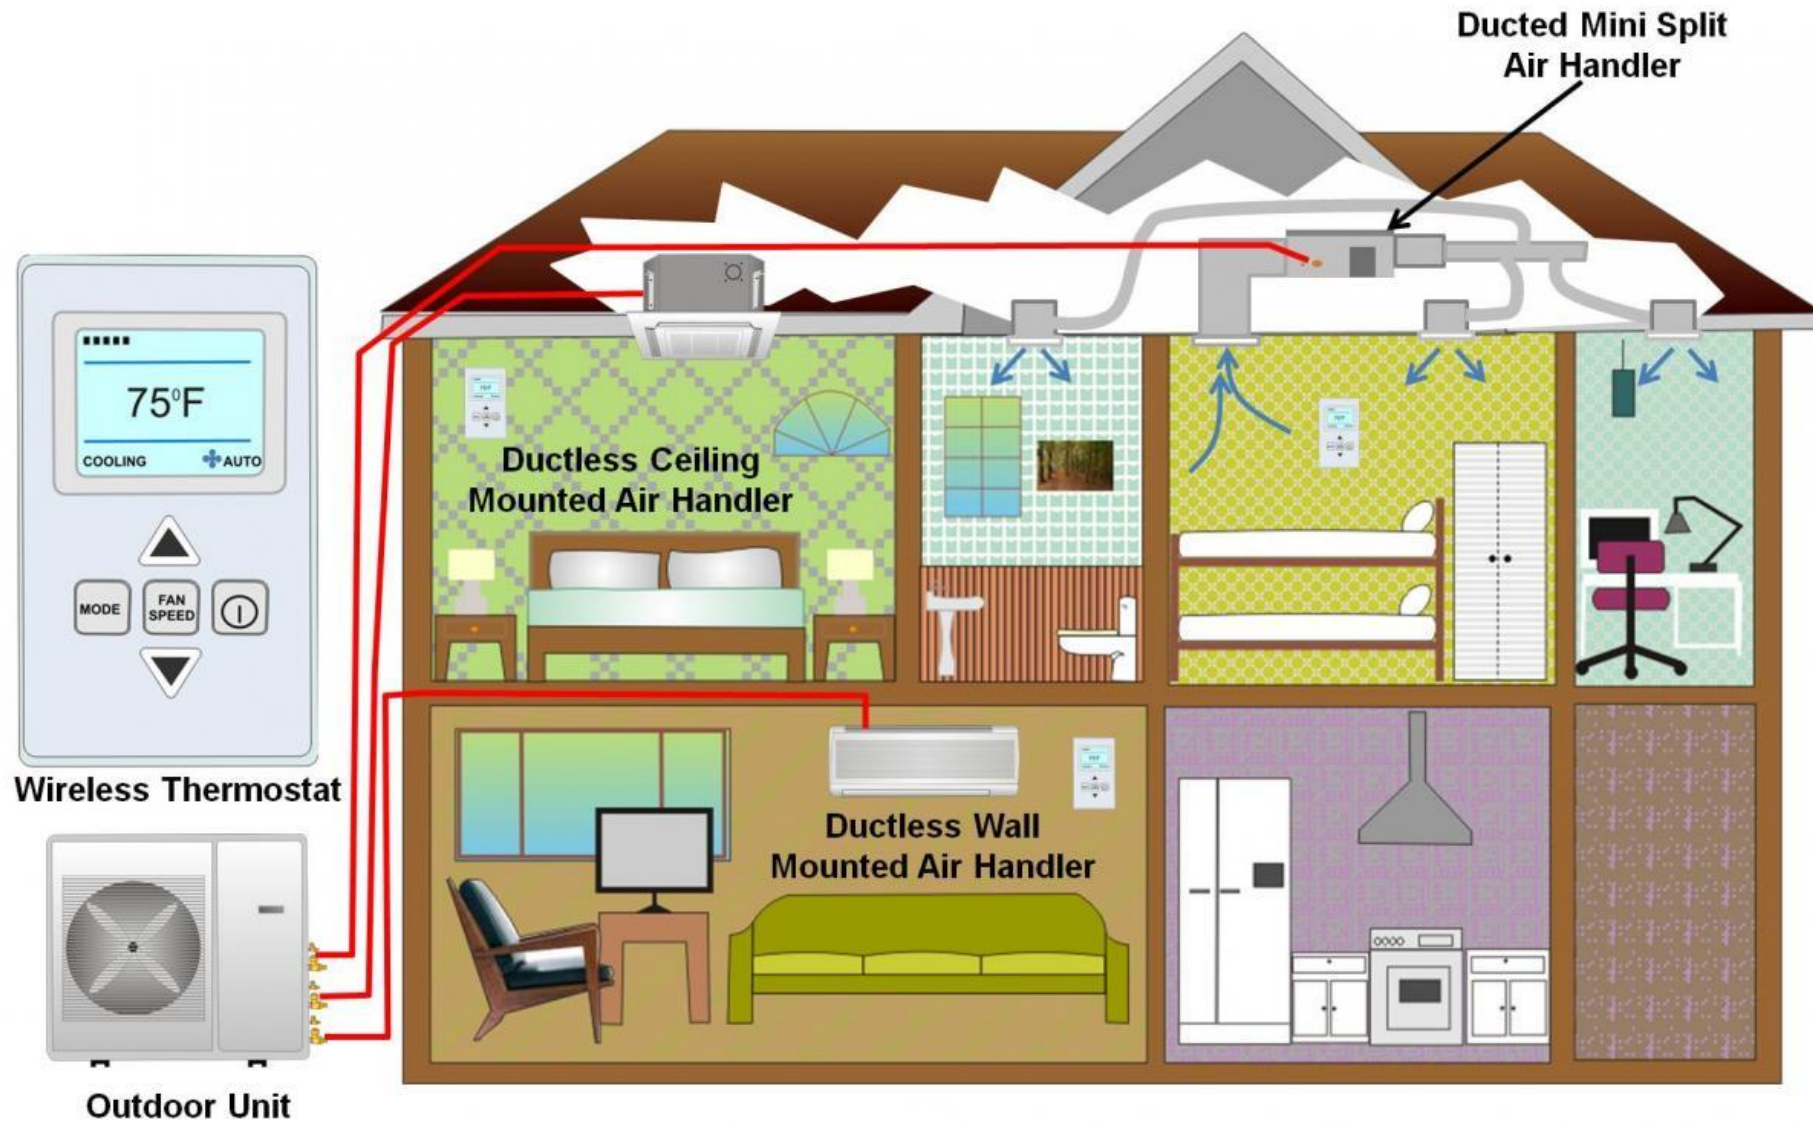 Ducted Mini Split
Air Handler
75⁰F
COOLING
AUTO
MODE
FAN
SPEED
Wireless Thermostat
Ductless Ceiling
Mounted Air Handler
Ductless Wall
Mounted Air Handler
Outdoor Unit